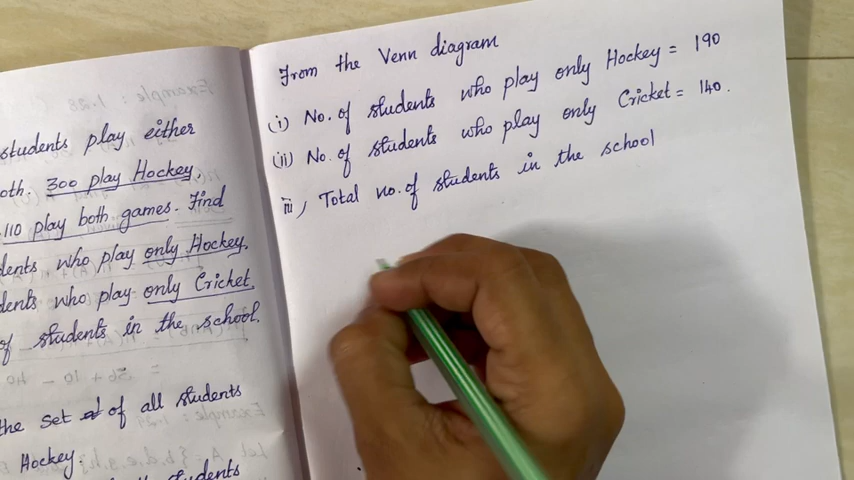 students play either
oth. 300 play Hockey,
110 play both games. Find
dents who play only Hockey.
dents who play only Cricket.
of students in the school.
the set of all students
Hockey.
the students
From the Venn diagram
(i) No. of students who play only Hockey = 190
(ii) No. of students who play only Cricket = 140.
iii, Total no. of students in the school